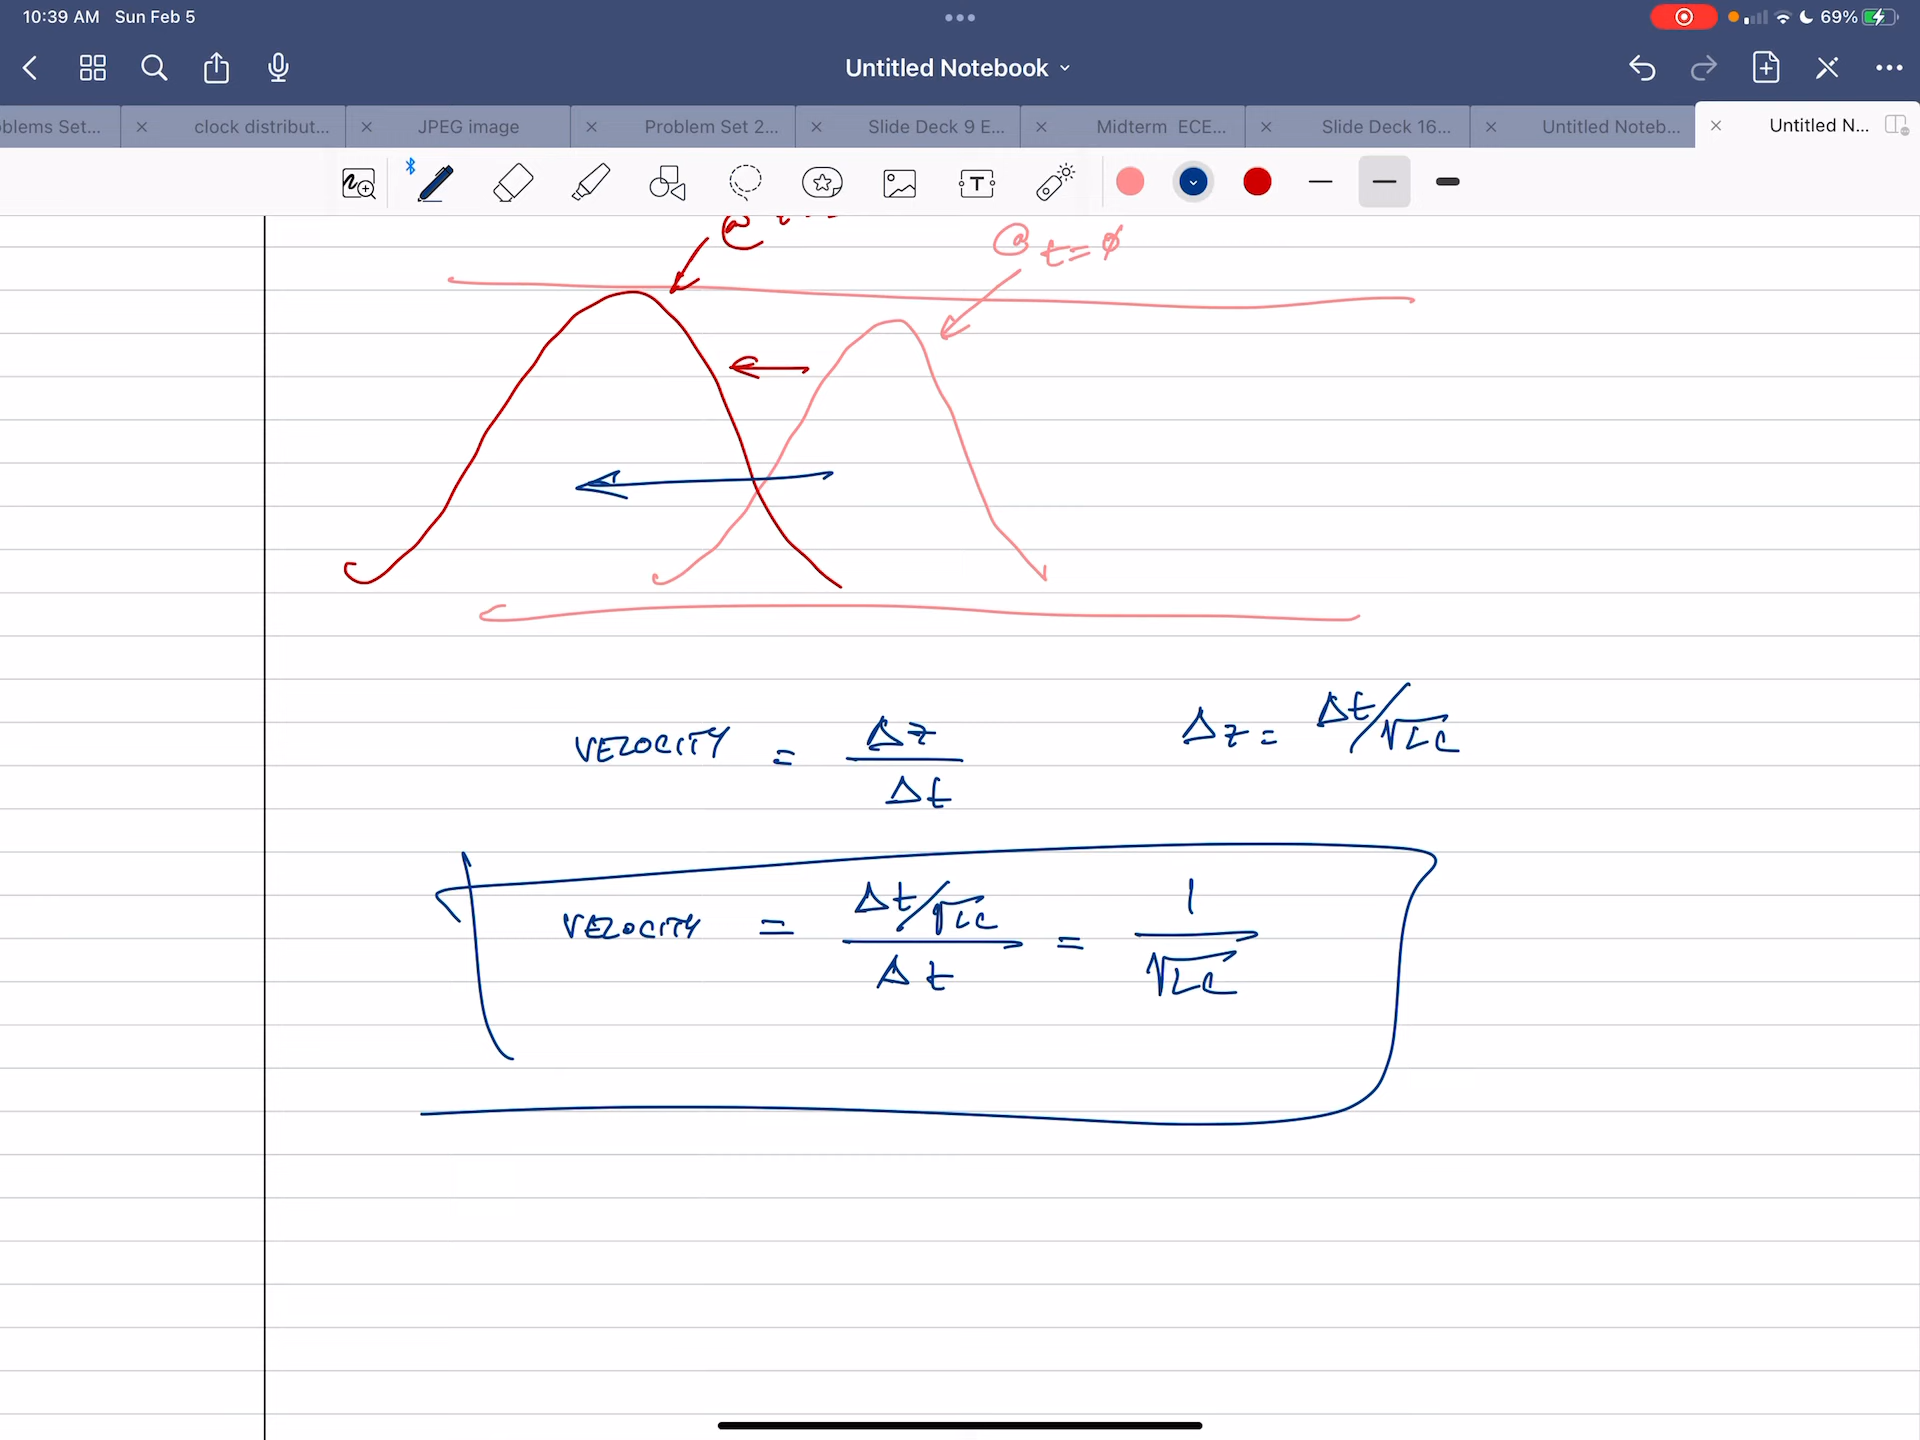 10:39 AM Sun Feb 5
69%
Untitled Notebook
oblems Set...
clock distribut...
JPEG image
Problem Set 2...
Slide Deck 9 E...
Midterm ECE...
Slide Deck 16...
Untitled Noteb...
Untitled N...
T
@ t = ∅
VELOCITY = Δz / Δt
Δz = Δt/√LC
VELOCITY = (Δt/√LC) / Δt = 1 / √LC